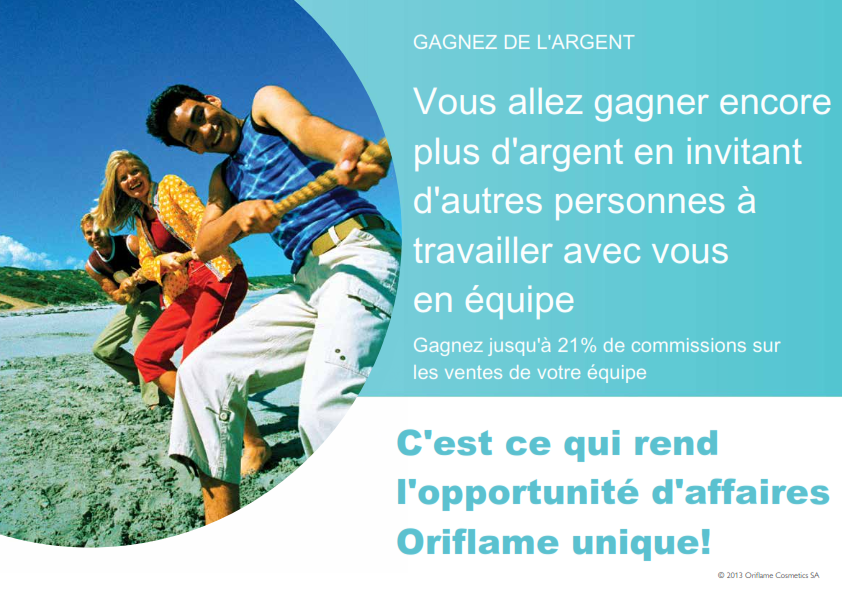 GAGNEZ DE L'ARGENT
Vous allez gagner encore
plus d'argent en invitant
d'autres personnes à
travailler avec vous
en équipe
Gagnez jusqu'à 21% de commissions sur
les ventes de votre équipe
C'est ce qui rend
l'opportunité d'affaires
Oriflame unique!
© 2013 Oriflame Cosmetics SA